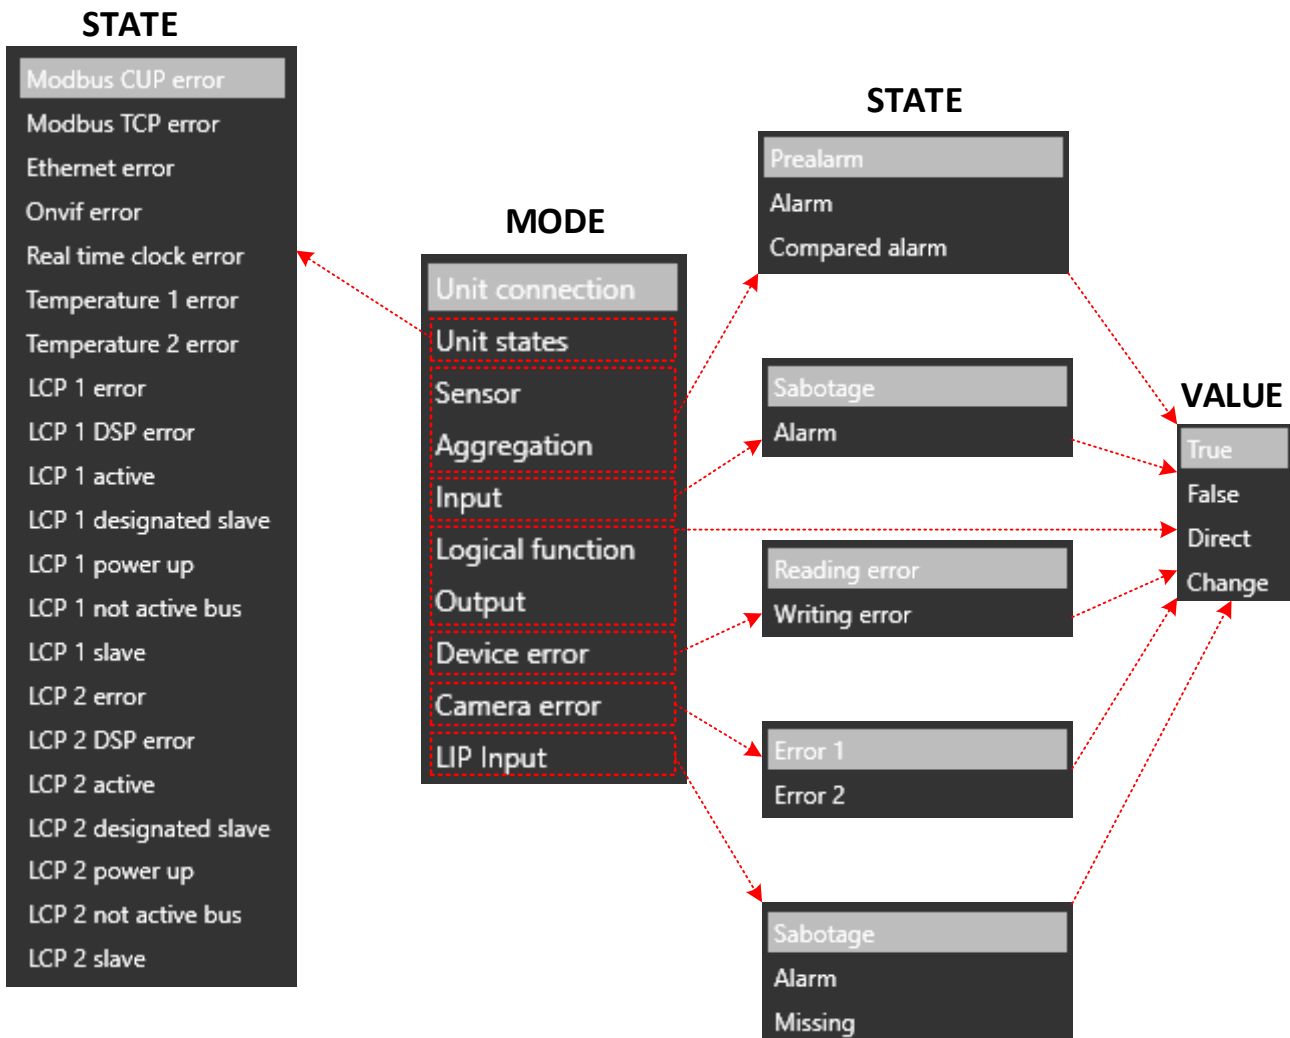 STATE
Modbus CUP error
Modbus TCP error
Ethernet error
Onvif error
Real time clock error
Temperature 1 error
Temperature 2 error
LCP 1 error
LCP 1 DSP error
LCP 1 active
LCP 1 designated slave
LCP 1 power up
LCP 1 not active bus
LCP 1 slave
LCP 2 error
LCP 2 DSP error
LCP 2 active
LCP 2 designated slave
LCP 2 power up
LCP 2 not active bus
LCP 2 slave
MODE
Unit connection
Unit states
Sensor
Aggregation
Input
Logical function
Output
Device error
Camera error
LIP Input
STATE
Prealarm
Alarm
Compared alarm
Sabotage
Alarm
Reading error
Writing error
Error 1
Error 2
Sabotage
Alarm
Missing
VALUE
True
False
Direct
Change